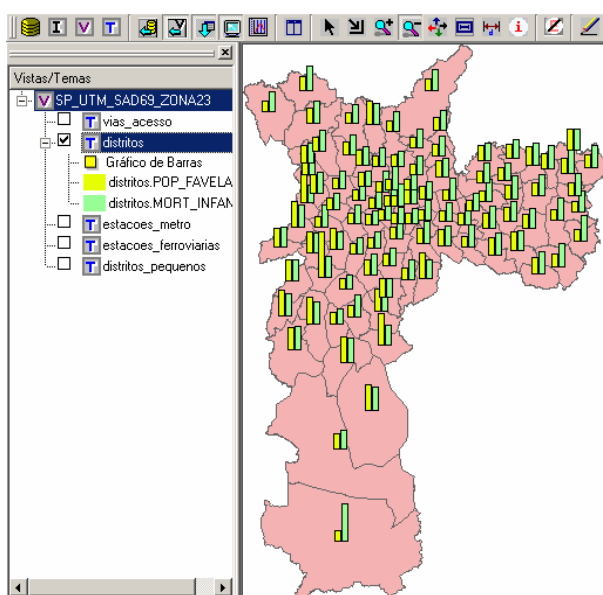 I V T
T
i
Vistas/Temas
V SP_UTM_SAD69_ZONA23
T vias_acesso
T distritos
Gráfico de Barras
distritos.POP_FAVELA
distritos.MORT_INFAN
T estacoes_metro
T estacoes_ferroviarias
T distritos_pequenos